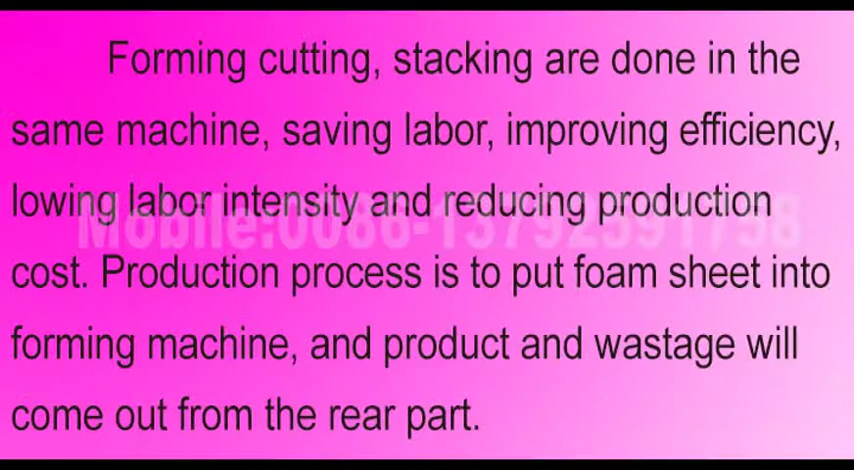 Forming cutting, stacking are done in the
same machine, saving labor, improving efficiency,
lowing labor intensity and reducing production
Mobile:0086-13792591758
cost. Production process is to put foam sheet into
forming machine, and product and wastage will
come out from the rear part.